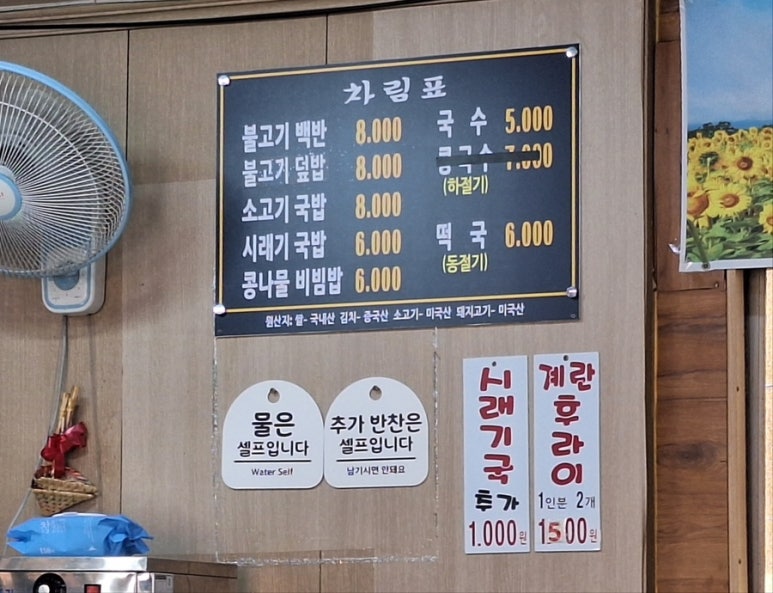 차림표
불고기 백반 8.000
불고기 덮밥 8.000
소고기 국밥 8.000
시래기 국밥 6.000
콩나물 비빔밥 6.000
국수 5.000
콩국수 7.000
(하절기)
떡국 6.000
(동절기)
원산지: 쌀- 국내산 김치- 중국산 소고기- 미국산 돼지고기- 미국산
물은
셀프입니다
Water Self
추가 반찬은
셀프입니다
남기시면 안돼요
시래기국
추가
1.000원
계란후라이
1인분 2개
1500원